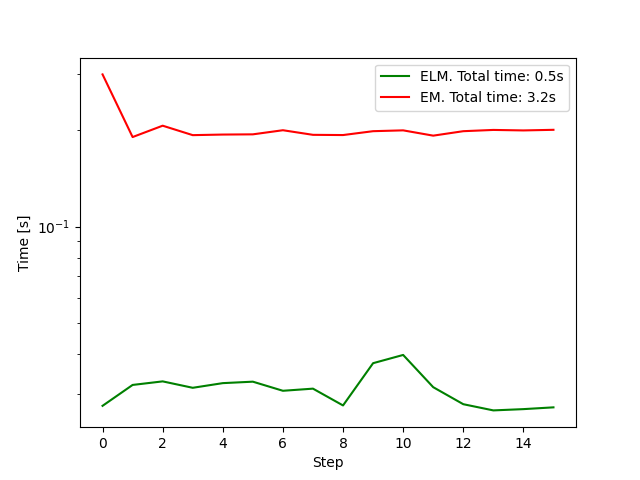 ELM. Total time: 0.5s
EM. Total time: 3.2s
Time [s]
10⁻¹
0 2 4 6 8 10 12 14
Step